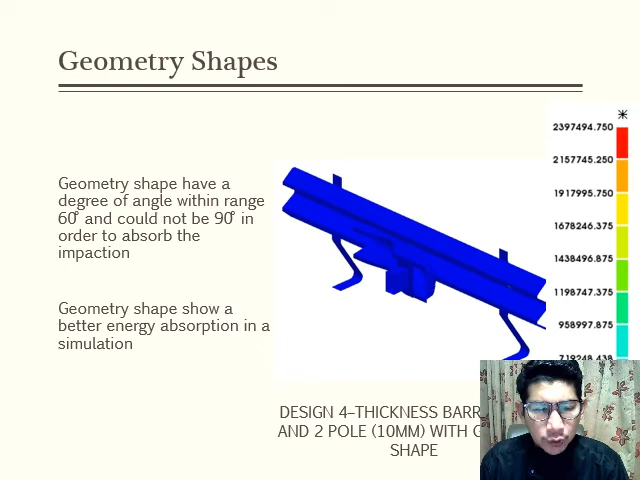 Geometry Shapes
Geometry shape have a
degree of angle within range
60° and could not be 90° in
order to absorb the
impaction
Geometry shape show a
better energy absorption in a
simulation
2397494.750
2157745.250
1917995.750
1678246.375
1438496.875
1198747.375
958997.875
719248.438
DESIGN 4-THICKNESS
AND 2 POLE (10MM) WITH
SHAPE